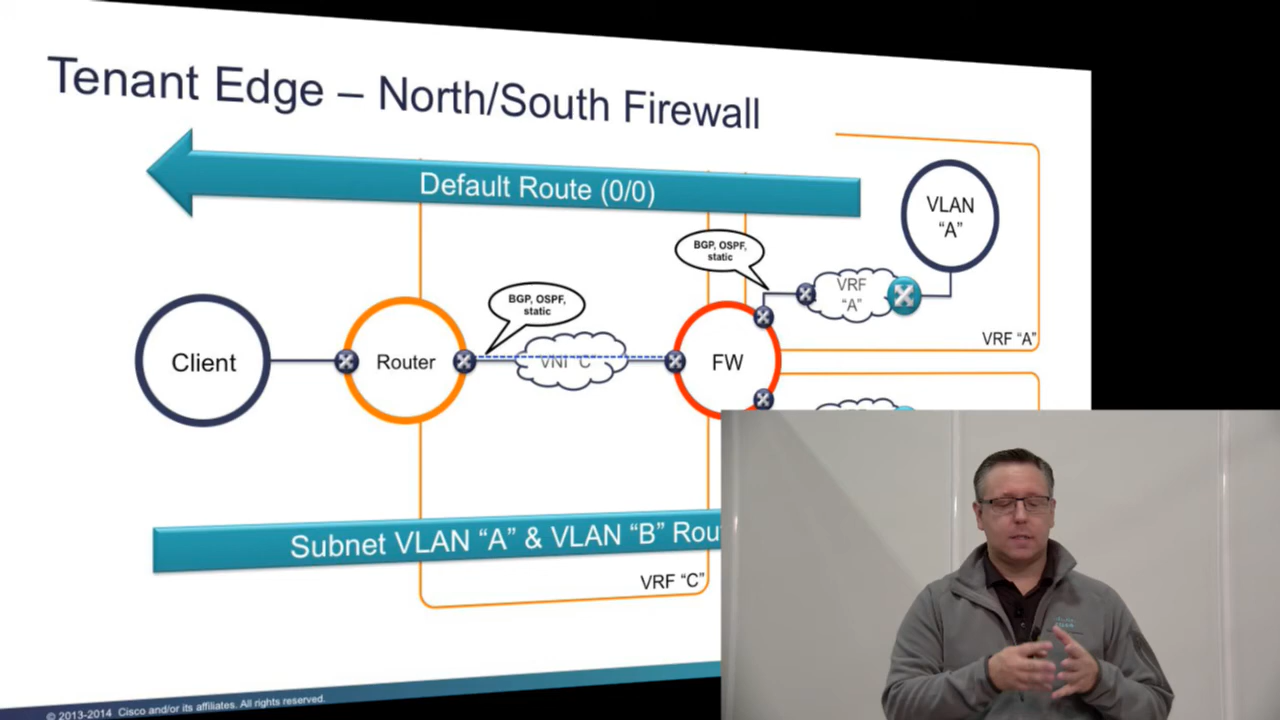 Tenant Edge – North/South Firewall
Default Route (0/0)
VLAN
“A”
BGP, OSPF,
static
VRF
“A”
BGP, OSPF,
static
Client
Router
VNI “C”
FW
VRF “A”
Subnet VLAN “A” & VLAN “B”
VRF “C”
© 2013-2014 Cisco and/or its affiliates. All rights reserved.